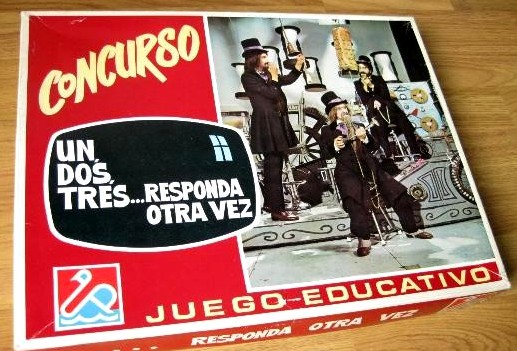 CONCURSO
UN,
DOS,
TRES...RESPONDA
OTRA VEZ
JUEGO-EDUCATIVO
... RESPONDA OTRA VEZ